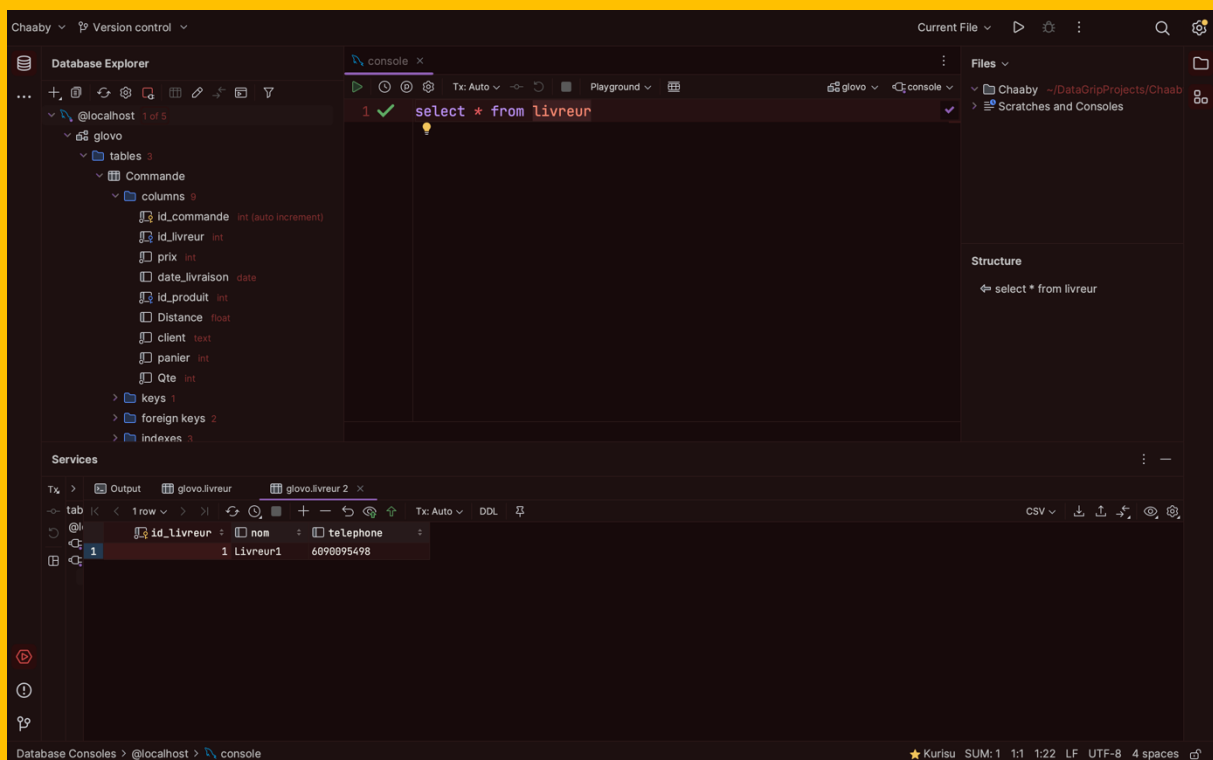 Chaaby Version control Current File
Database Explorer
console
Files
Tx: Auto Playground glovo console
Chaaby ~/DataGripProjects/Chaab
Scratches and Consoles
@localhost 1 of 5
glovo
tables 3
Commande
columns 9
id_commande int (auto increment)
id_livreur int
prix int
date_livraison date
id_produit int
Distance float
client text
panier int
Qte int
keys 1
foreign keys 2
indexes 3
1 select * from livreur
Structure
select * from livreur
Services
Tx Output glovo.livreur glovo.livreur 2
tab 1 row Tx: Auto DDL CSV
@l
id_livreur nom telephone
1 1 Livreur1 6090095498
Database Consoles > @localhost > console Kurisu SUM: 1 1:1 1:22 LF UTF-8 4 spaces